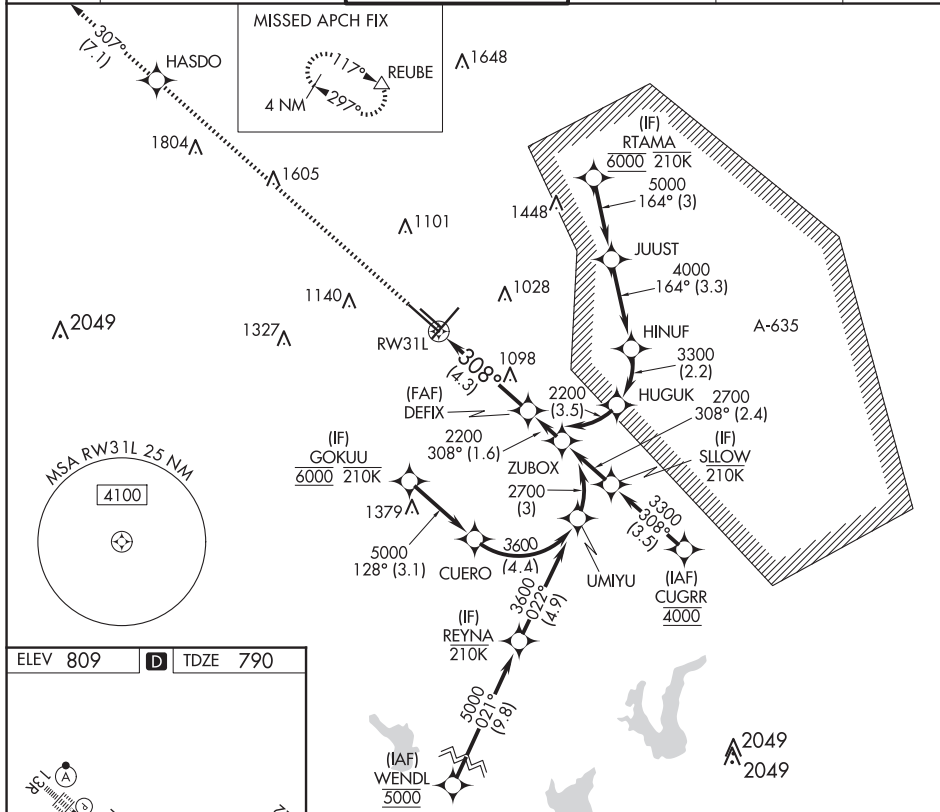 MISSED APCH FIX
117°
REUBE
4 NM
297°
307°
(7.1)
HASDO
1648
1804
1605
(IF)
RTAMA
6000 210K
5000
164° (3)
1448
1101
JUUST
4000
164° (3.3)
1140
1028
2049
1327
RW31L
HINUF
A-635
3300
(2.2)
308°
(4.3)
1098
(FAF)
DEFIX
2200
(3.5)
HUGUK
2700
308° (2.4)
2200
308° (1.6)
(IF)
SLLOW
210K
(IF)
GOKUU
6000 210K
ZUBOX
2700
(3)
MSA RW31L 25 NM
4100
1379
5000
128° (3.1)
3300
308°
(3.5)
CUERO
3600
(4.4)
UMIYU
(IAF)
CUGRR
4000
3600
022°
(4.9)
(IF)
REYNA
210K
ELEV 809
D
TDZE 790
5000
021°
(9.8)
(IAF)
WENDL
5000
2049
2049
A
13R
P